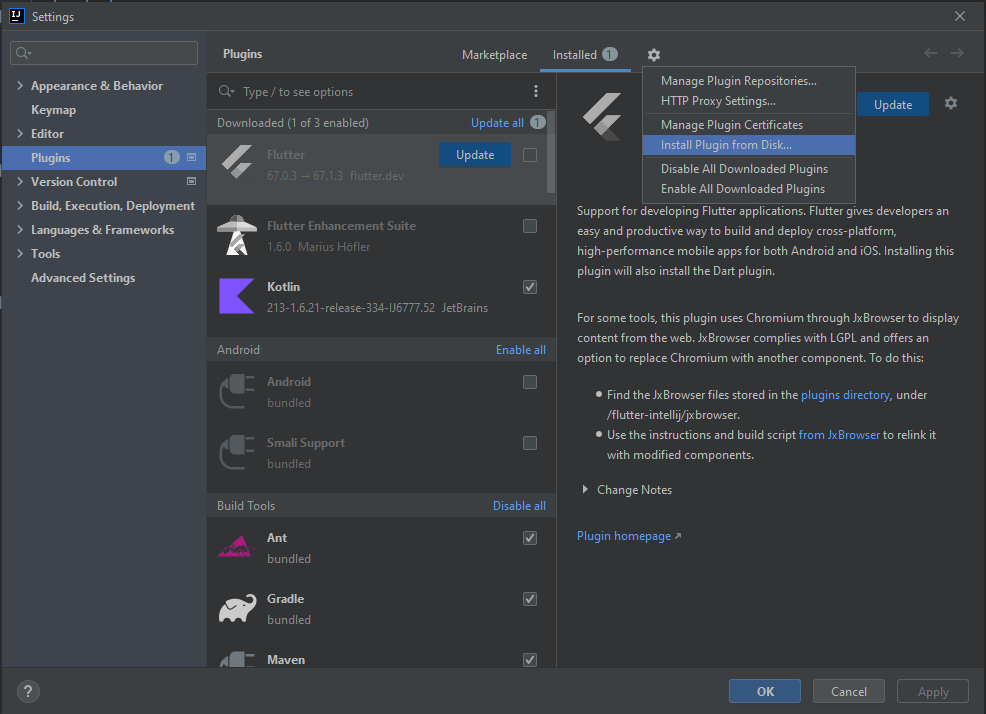 IJ Settings
Plugins
Marketplace
Installed 1
Appearance & Behavior
Keymap
Editor
Plugins 1
Version Control
Build, Execution, Deployment
Languages & Frameworks
Tools
Advanced Settings
Type / to see options
Downloaded (1 of 3 enabled) Update all 1
Flutter
67.0.3 → 67.1.3 flutter.dev
Update
Flutter Enhancement Suite
1.6.0 Marius Höfler
Kotlin
213-1.6.21-release-334-IJ6777.52 JetBrains
Android Enable all
Android
bundled
Smali Support
bundled
Build Tools Disable all
Ant
bundled
Gradle
bundled
Maven
Manage Plugin Repositories...
HTTP Proxy Settings...
Manage Plugin Certificates
Install Plugin from Disk...
Disable All Downloaded Plugins
Enable All Downloaded Plugins
Update
Support for developing Flutter applications. Flutter gives developers an
easy and productive way to build and deploy cross-platform,
high-performance mobile apps for both Android and iOS. Installing this
plugin will also install the Dart plugin.
For some tools, this plugin uses Chromium through JxBrowser to display
content from the web. JxBrowser complies with LGPL and offers an
option to replace Chromium with another component. To do this:
• Find the JxBrowser files stored in the plugins directory, under
/flutter-intellij/jxbrowser.
• Use the instructions and build script from JxBrowser to relink it
with modified components.
Change Notes
Plugin homepage ↗
?
OK
Cancel
Apply